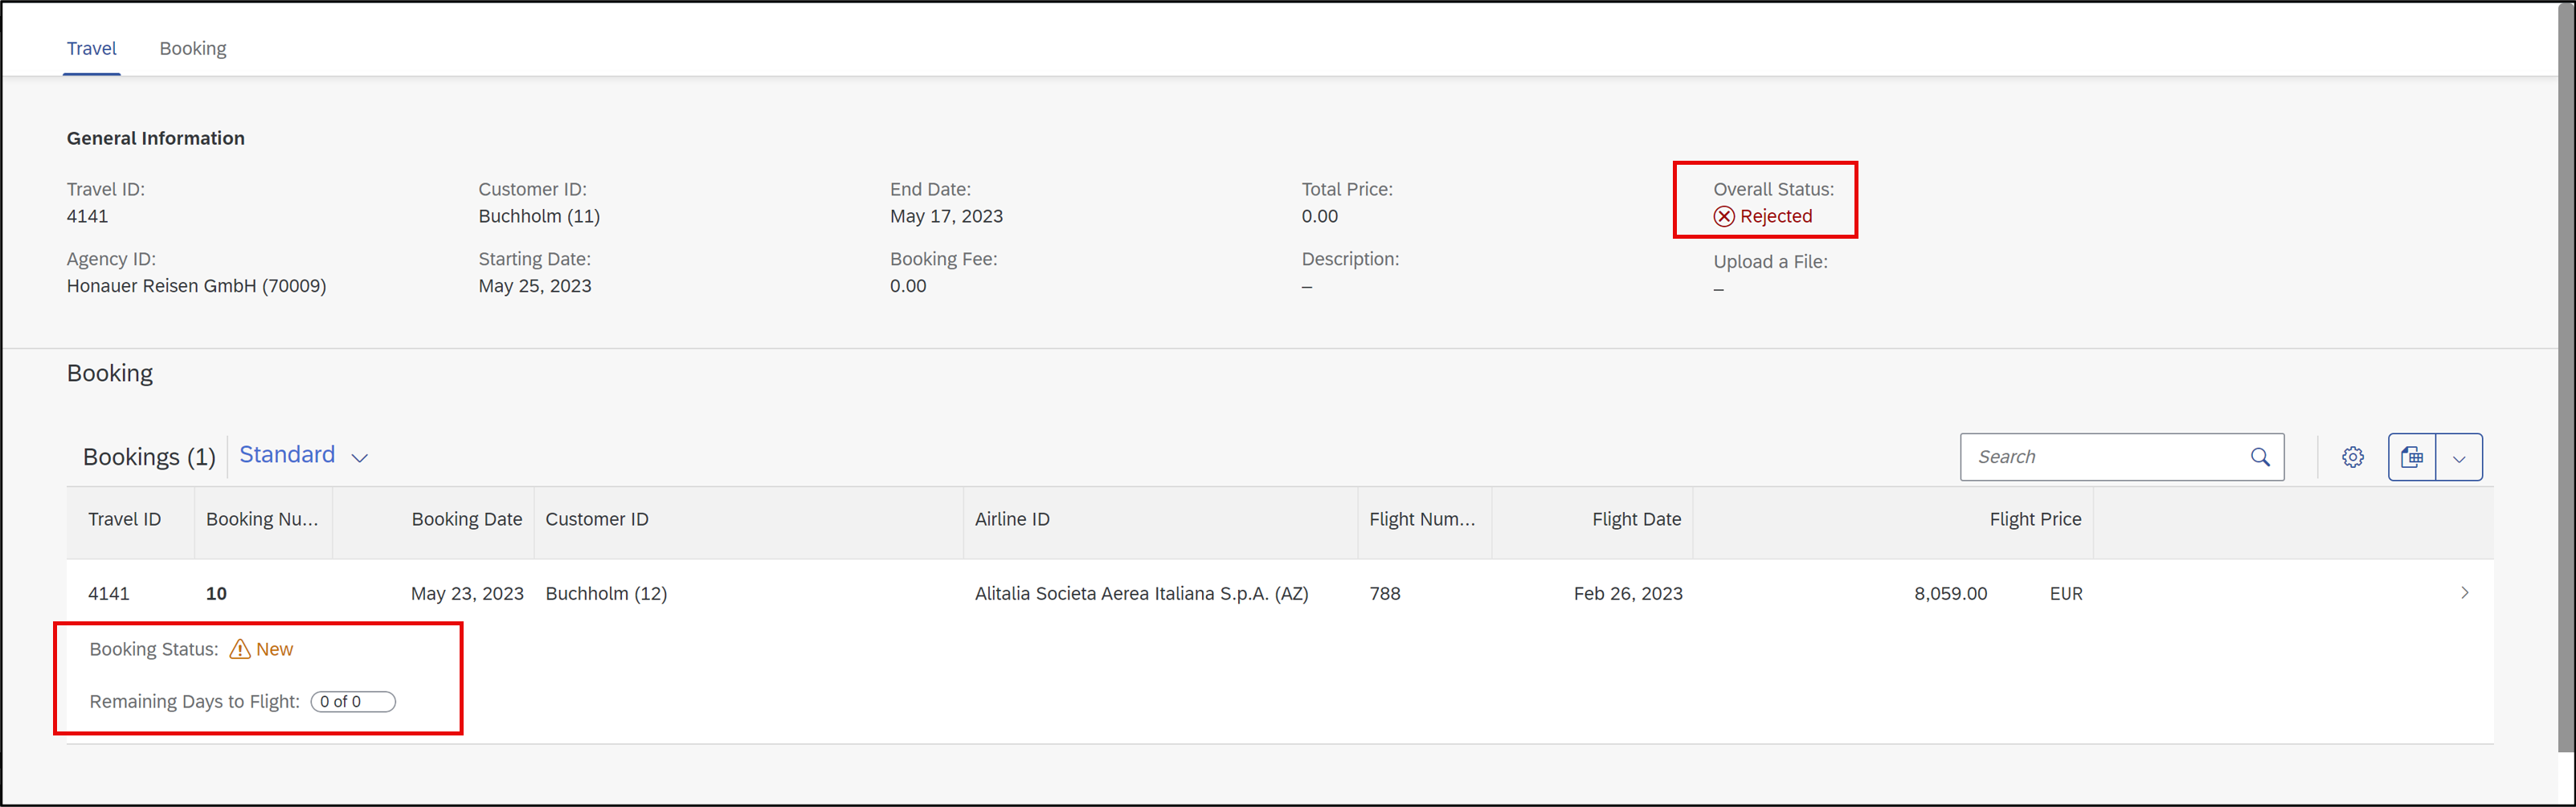 Travel Booking
General Information
Travel ID: Customer ID: End Date: Total Price: Overall Status:
4141 Buchholm (11) May 17, 2023 0.00 Rejected
Agency ID: Starting Date: Booking Fee: Description: Upload a File:
Honauer Reisen GmbH (70009) May 25, 2023 0.00 – –
Booking
Bookings (1) Standard Search
Travel ID Booking Nu... Booking Date Customer ID Airline ID Flight Num... Flight Date Flight Price
4141 10 May 23, 2023 Buchholm (12) Alitalia Societa Aerea Italiana S.p.A. (AZ) 788 Feb 26, 2023 8,059.00 EUR
Booking Status: New
Remaining Days to Flight: 0 of 0